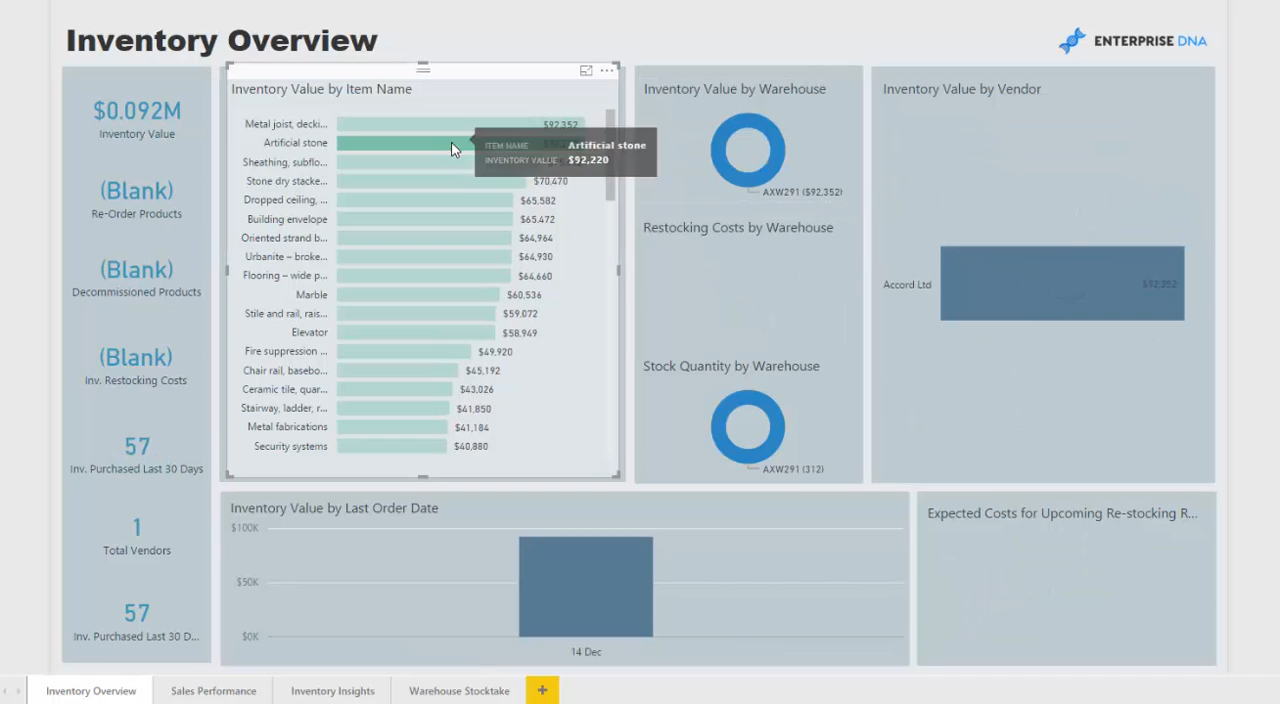 Inventory Overview
ENTERPRISE DNA
$0.092M
Inventory Value
(Blank)
Re-Order Products
(Blank)
Decommissioned Products
(Blank)
Inv. Restocking Costs
57
Inv. Purchased Last 30 Days
1
Total Vendors
57
Inv. Purchased Last 30 D...
Inventory Value by Item Name
Metal joist, decki... $92,352
Artificial stone
Sheathing, subflo...
Stone dry stacke... $70,470
Dropped ceiling, ... $65,582
Building envelope $65,472
Oriented strand b... $64,964
Urbanite – broke... $64,930
Flooring – wide p... $64,660
Marble $60,536
Stile and rail, rais... $59,072
Elevator $58,949
Fire suppression ... $49,920
Chair rail, basebo... $45,192
Ceramic tile, quar... $43,026
Stairway, ladder, r... $41,850
Metal fabrications $41,184
Security systems $40,880
ITEM NAME Artificial stone
INVENTORY VALUE $92,220
Inventory Value by Warehouse
AXW291 ($92,352)
Restocking Costs by Warehouse
Stock Quantity by Warehouse
AXW291 (312)
Inventory Value by Vendor
Accord Ltd $92,352
Inventory Value by Last Order Date
$100K
$50K
$0K
14 Dec
Expected Costs for Upcoming Re-stocking R...
Inventory Overview
Sales Performance
Inventory Insights
Warehouse Stocktake
+